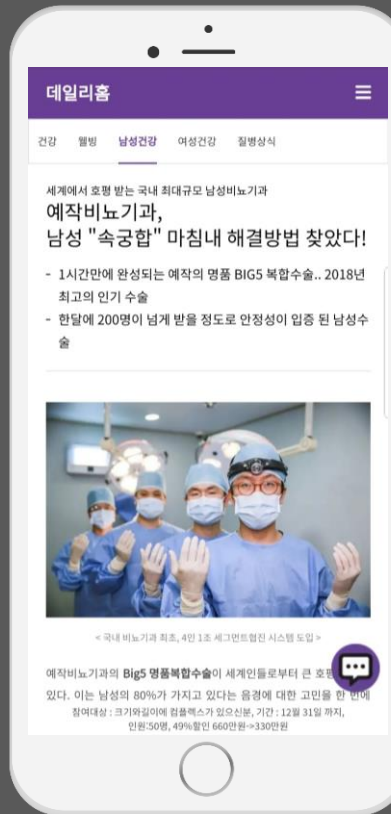 데일리홈
건강 웰빙 남성건강 여성건강 질병상식
세계에서 호평 받는 국내 최대규모 남성비뇨기과
예작비뇨기과,
남성 "속궁합" 마침내 해결방법 찾았다!
- 1시간만에 완성되는 예작의 명품 BIG5 복합수술.. 2018년
최고의 인기 수술
- 한달에 200명이 넘게 받을 정도로 안정성이 입증 된 남성수
술
< 국내 비뇨기과 최초, 4인 1조 세그먼트협진 시스템 도입 >
예작비뇨기과의 Big5 명품복합수술이 세계인들로부터 큰
있다. 이는 남성의 80%가 가지고 있다는 음경에 대한 고민을 한 번에
참여대상 : 크기와길이에 컴플렉스가 있으신분, 기간 : 12월 31일 까지,
인원:50명, 49%할인 660만원->330만원